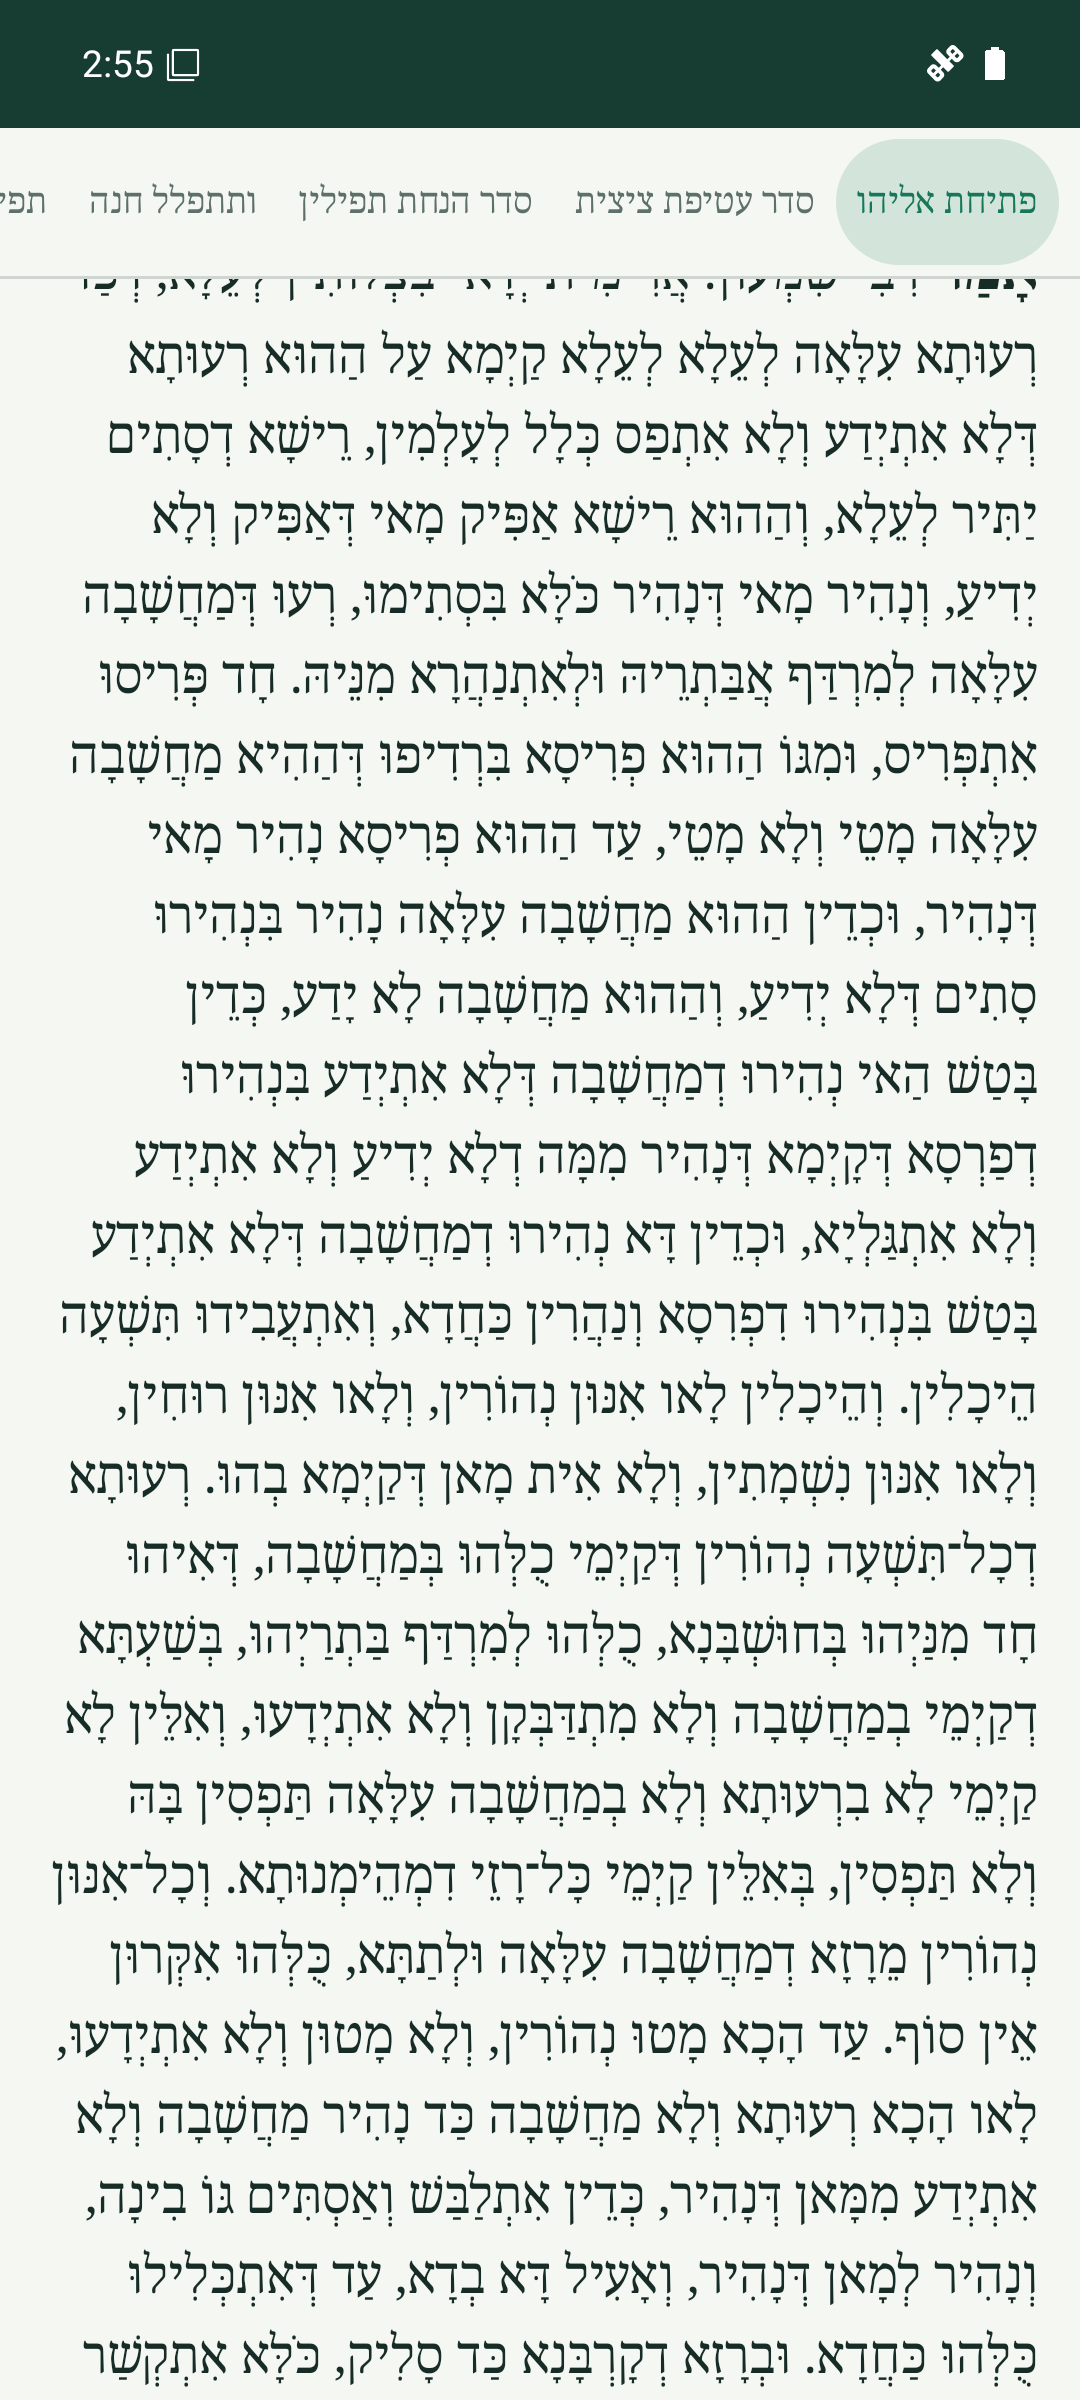 2:55
פתיחת אליהו סדר עטיפת ציצית סדר הנחת תפילין ותתפלל חנה
רְעוּתָא עִלָּאָה לְעֵלָא לְעֵלָא קַיְמָא עַל הַהוּא רְעוּתָא
דְּלָא אִתְיְדַע וְלָא אִתְפַס כְּלָל לְעָלְמִין, רֵישָׁא דְסָתִים
יַתִּיר לְעֵלָא, וְהַהוּא רֵישָׁא אַפִּיק מָאי דְּאַפִּיק וְלָא
יְדִיעַ, וְנָהִיר מָאי דְּנָהִיר כֹּלָּא בִּסְתִימוּ, רְעוּ דְּמַחֲשָׁבָה
עִלָּאָה לְמִרְדַּף אֲבַּתְרֵיהּ וּלְאִתְנַהֲרָא מִנֵּיהּ. חָד פְּרִיסוּ
אִתְפְּרִיס, וּמִגּוֹ הַהוּא פְרִיסָא בִּרְדִיפוּ דְּהַהִיא מַחֲשָׁבָה
עִלָּאָה מָטֵי וְלָא מָטֵי, עַד הַהוּא פְרִיסָא נָהִיר מָאי
דְּנָהִיר, וּכְדֵין הַהוּא מַחֲשָׁבָה עִלָּאָה נָהִיר בִּנְהִירוּ
סָתִים דְּלָא יְדִיעַ, וְהַהוּא מַחֲשָׁבָה לָא יָדַע, כְּדֵין
בָּטַשׁ הַאי נְהִירוּ דְמַחֲשָׁבָה דְּלָא אִתְיְדַע בִּנְהִירוּ
דְפַרְסָא דְּקָיְמָא דְּנָהִיר מִמָּה דְלָא יְדִיעַ וְלָא אִתְיְדַע
וְלָא אִתְגַּלְיָא, וּכְדֵין דָּא נְהִירוּ דְמַחֲשָׁבָה דְּלָא אִתְיְדַע
בָּטַשׁ בִּנְהִירוּ דִפְרִסָא וְנַהֲרִין כַּחֲדָא, וְאִתְעֲבִידוּ תִּשְׁעָה
הֵיכָלִין. וְהֵיכָלִין לָאו אִנּוּן נְהוֹרִין, וְלָאו אִנּוּן רוּחִין,
וְלָאו אִנּוּן נִשְׁמָתִין, וְלָא אִית מָאן דְּקַיְמָא בְהוּ. רְעוּתָא
דְכָל־תִּשְׁעָה נְהוֹרִין דְּקַיְמֵי כֻלְּהוּ בְּמַחֲשָׁבָה, דְּאִיהוּ
חָד מִנַּיְהוּ בְּחוּשְׁבָּנָא, כֻלְּהוּ לְמִרְדַּף בַּתְרַיְהוּ, בְּשַׁעְתָּא
דְקַיְמֵי בְמַחֲשָׁבָה וְלָא מִתְדַּבְּקָן וְלָא אִתְיְדָעוּ, וְאִלֵּין לָא
קַיְמֵי לָא בִרְעוּתָא וְלָא בְמַחֲשָׁבָה עִלָּאָה תַּפְסִין בָּהּ
וְלָא תַּפְסִין, בְּאִלֵּין קַיְמֵי כָּל־רָזֵי דִמְהֵימְנוּתָא. וְכָל־אִנּוּן
נְהוֹרִין מֵרָזָא דְמַחֲשָׁבָה עִלָּאָה וּלְתַתָּא, כֻּלְּהוּ אִקְּרוּן
אֵין סוֹף. עַד הָכָא מָטוּ נְהוֹרִין, וְלָא מָטוּן וְלָא אִתְיְדָעוּ,
לָאו הָכָא רְעוּתָא וְלָא מַחֲשָׁבָה כַּד נָהִיר מַחֲשָׁבָה וְלָא
אִתְיְדַע מִמָּאן דְּנָהִיר, כְּדֵין אִתְלַבַּשׁ וְאַסְתִּים גּוֹ בִינָה,
וְנָהִיר לְמָאן דְּנָהִיר, וְאָעִיל דָּא בְדָא, עַד דְּאִתְכְּלִילוּ
כֻּלְּהוּ כַּחֲדָא. וּבְרָזָא דְקָרְבָּנָא כַּד סָלִיק, כֹּלָּא אִתְקְשַׁר